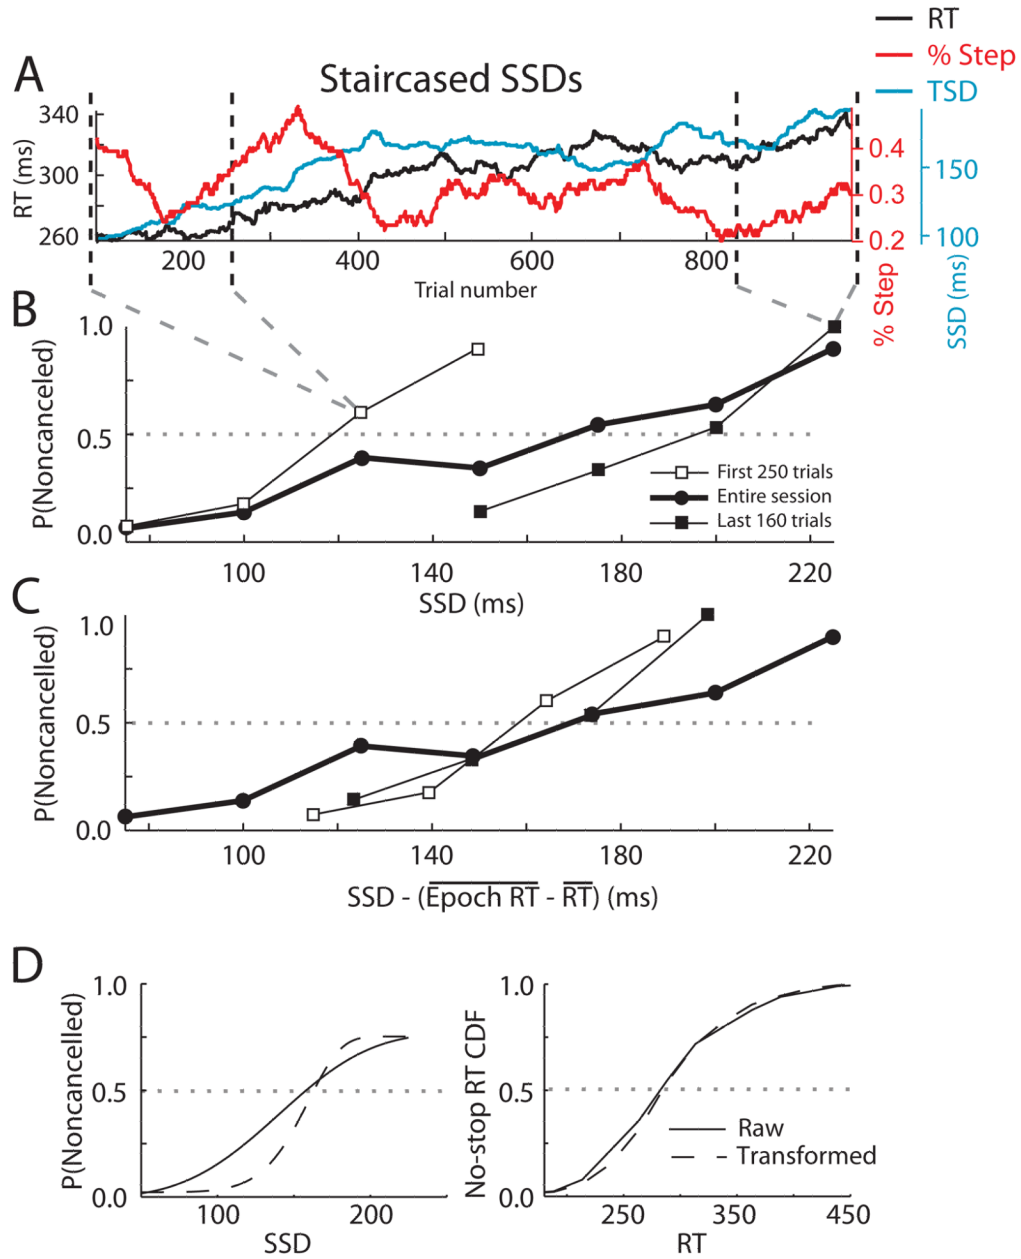 RT
% Step
TSD
A
Staircased SSDs
340
300
260
RT (ms)
0.4
0.3
0.2
% Step
150
100
SSD (ms)
200 400 600 800
Trial number
B
1.0
0.5
0.0
P(Noncanceled)
First 250 trials
Entire session
Last 160 trials
100 140 180 220
SSD (ms)
C
1.0
0.5
0.0
P(Noncancelled)
100 140 180 220
SSD - (Epoch RT - RT) (ms)
D
1.0
0.5
0.0
P(Noncancelled)
100 200
SSD
1.0
0.5
0.0
No-stop RT CDF
Raw
Transformed
250 350 450
RT